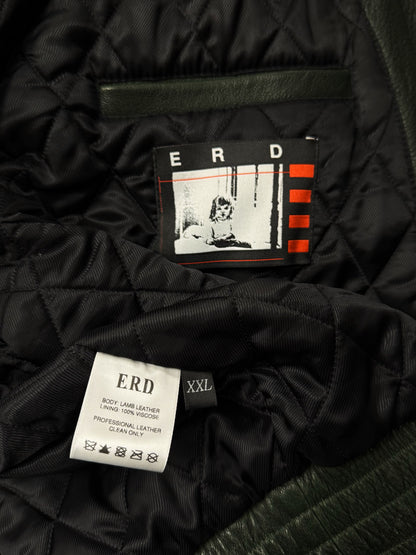 E R D
ERD
XXL
BODY: LAMB LEATHER
LINING: 100% VISCOSE
PROFESSIONAL LEATHER
CLEAN ONLY